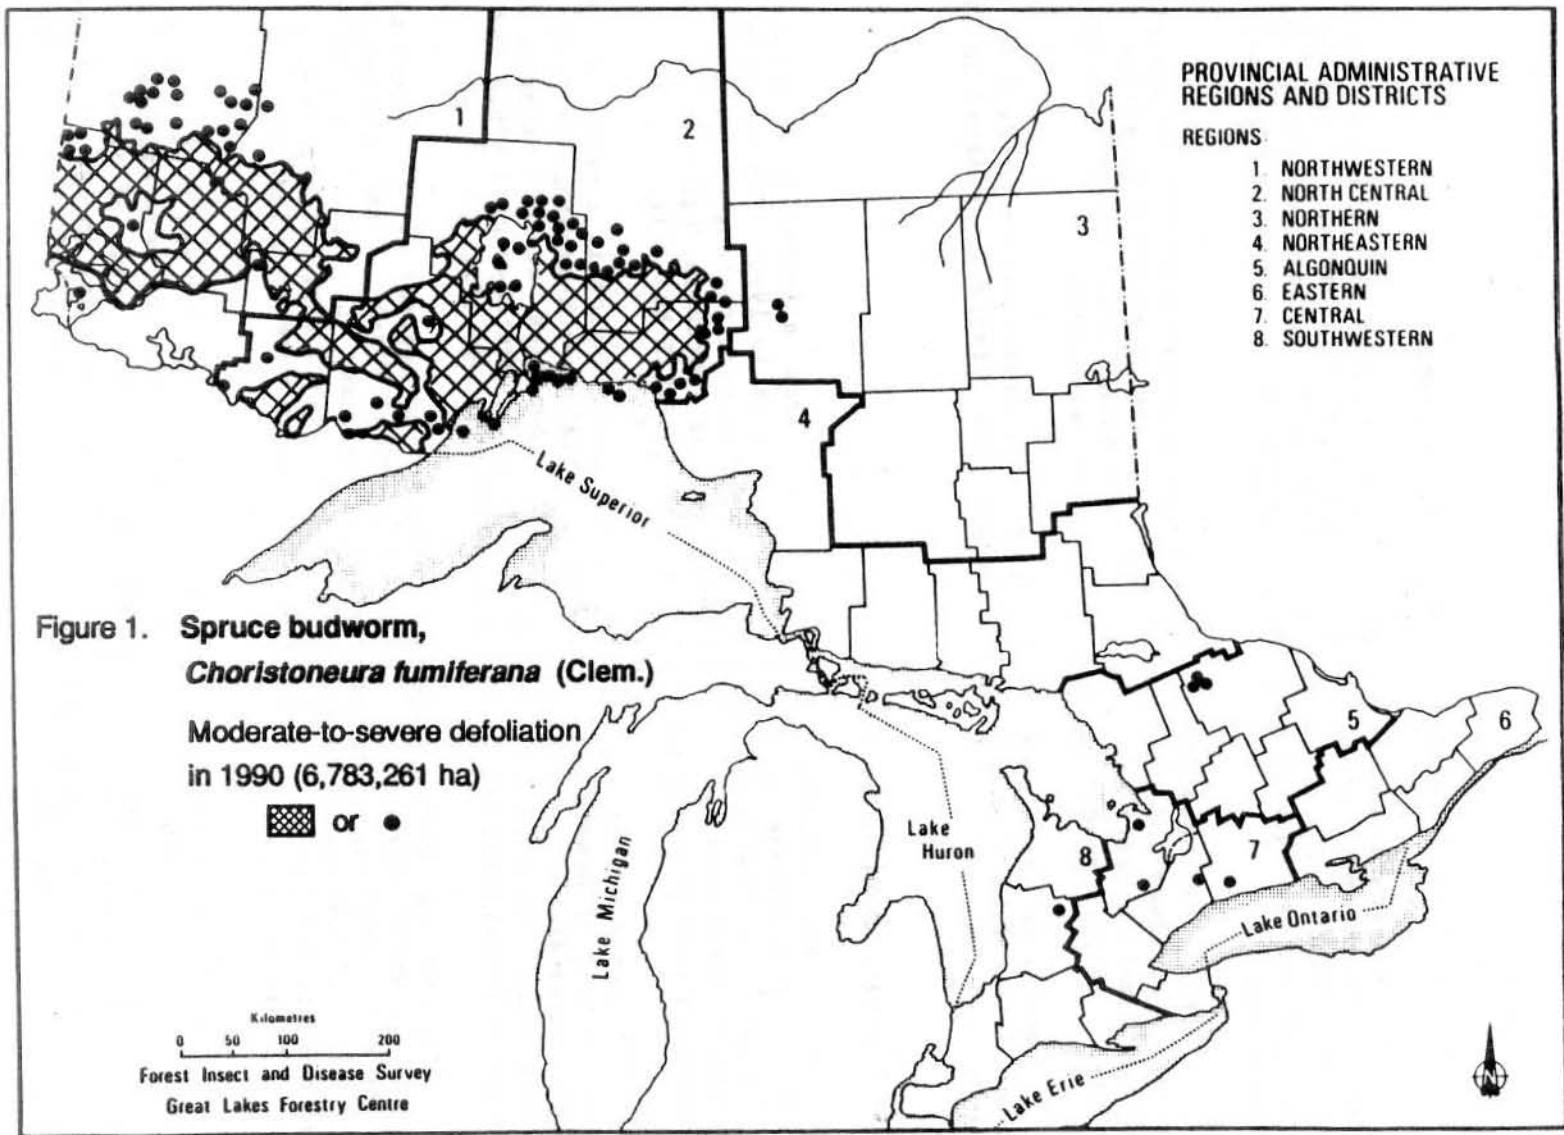 PROVINCIAL ADMINISTRATIVE
REGIONS AND DISTRICTS
REGIONS
1. NORTHWESTERN
2. NORTH CENTRAL
3. NORTHERN
4. NORTHEASTERN
5. ALGONQUIN
6. EASTERN
7. CENTRAL
8. SOUTHWESTERN
1
2
3
4
Lake Superior
Figure 1. Spruce budworm,
Choristoneura fumiferana (Clem.)
Moderate-to-severe defoliation
in 1990 (6,783,261 ha)
or
5
6
7
8
Lake Michigan
Lake
Huron
Lake Ontario
Lake Erie
Kilometres
0 50 100 200
Forest Insect and Disease Survey
Great Lakes Forestry Centre
N